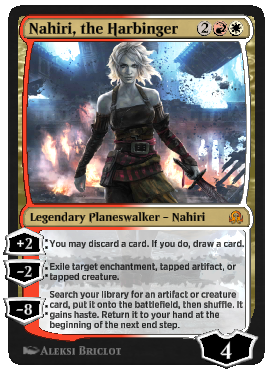 Nahiri, the Harbinger 2
Legendary Planeswalker – Nahiri
+2 You may discard a card. If you do, draw a card.
-2 Exile target enchantment, tapped artifact, or
tapped creature.
Search your library for an artifact or creature
-8 card, put it onto the battlefield, then shuffle. It
gains haste. Return it to your hand at the
beginning of the next end step.
Aleksi Briclot
4